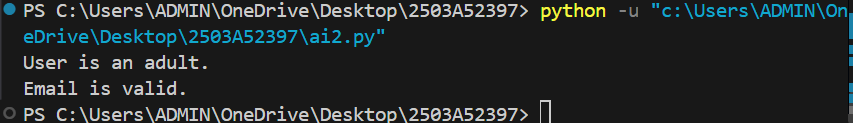 PS C:\Users\ADMIN\OneDrive\Desktop\2503A52397> python -u "c:\Users\ADMIN\On
eDrive\Desktop\2503A52397\ai2.py"
User is an adult.
Email is valid.
PS C:\Users\ADMIN\OneDrive\Desktop\2503A52397>